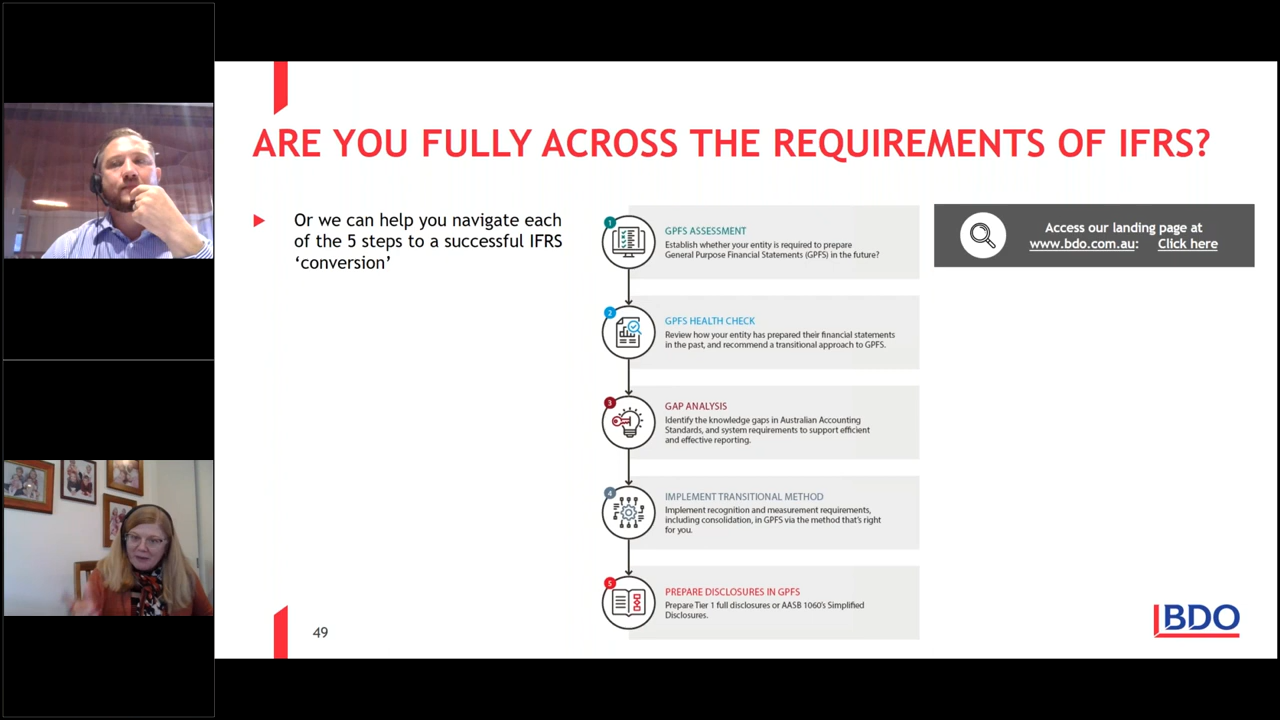 ARE YOU FULLY ACROSS THE REQUIREMENTS OF IFRS?
Or we can help you navigate each
of the 5 steps to a successful IFRS
‘conversion’
1
GPFS ASSESSMENT
Establish whether your entity is required to prepare
General Purpose Financial Statements (GPFS) in the future?
2
GPFS HEALTH CHECK
Review how your entity has prepared their financial statements
in the past, and recommend a transitional approach to GPFS.
3
GAP ANALYSIS
Identify the knowledge gaps in Australian Accounting
Standards, and system requirements to support efficient
and effective reporting.
4
IMPLEMENT TRANSITIONAL METHOD
Implement recognition and measurement requirements,
including consolidation, in GPFS via the method that's right
for you.
5
PREPARE DISCLOSURES IN GPFS
Prepare Tier 1 full disclosures or AASB 1060's Simplified
Disclosures.
Access our landing page at
www.bdo.com.au: Click here
49
BDO